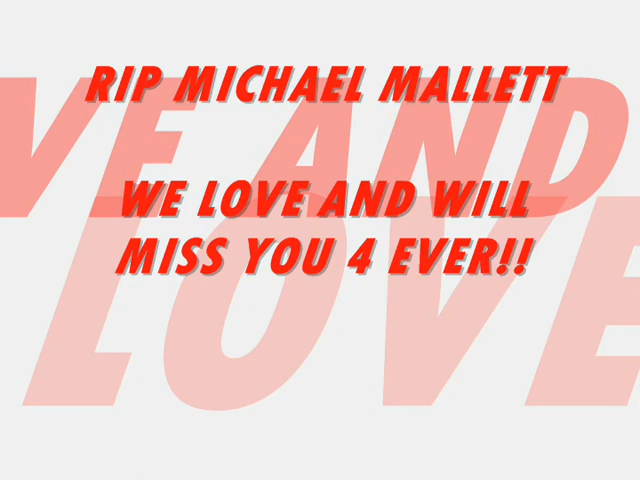 RIP MICHAEL MALLETT
WE LOVE AND WILL
MISS YOU 4 EVER!!
VE AND
LOVE